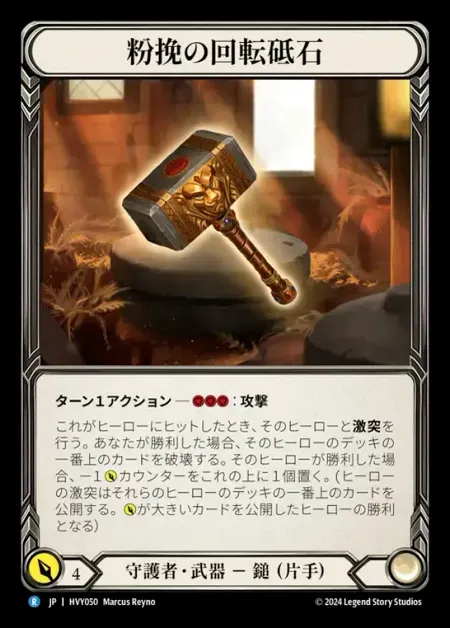 粉挽の回転砥石
ターン1アクション ― : 攻撃
これがヒーローにヒットしたとき、そのヒーローと激突を
行う。あなたが勝利した場合、そのヒーローのデッキの
一番上のカードを破壊する。そのヒーローが勝利した場
合、−1カウンターをこれの上に1個置く。(ヒーロー
の激突はそれらのヒーローのデッキの一番上のカードを
公開する。が大きいカードを公開したヒーローの勝利
となる)
4
守護者・武器 − 鎚 (片手)
R JP | HVY050 Marcus Reyno
© 2024 Legend Story Studios